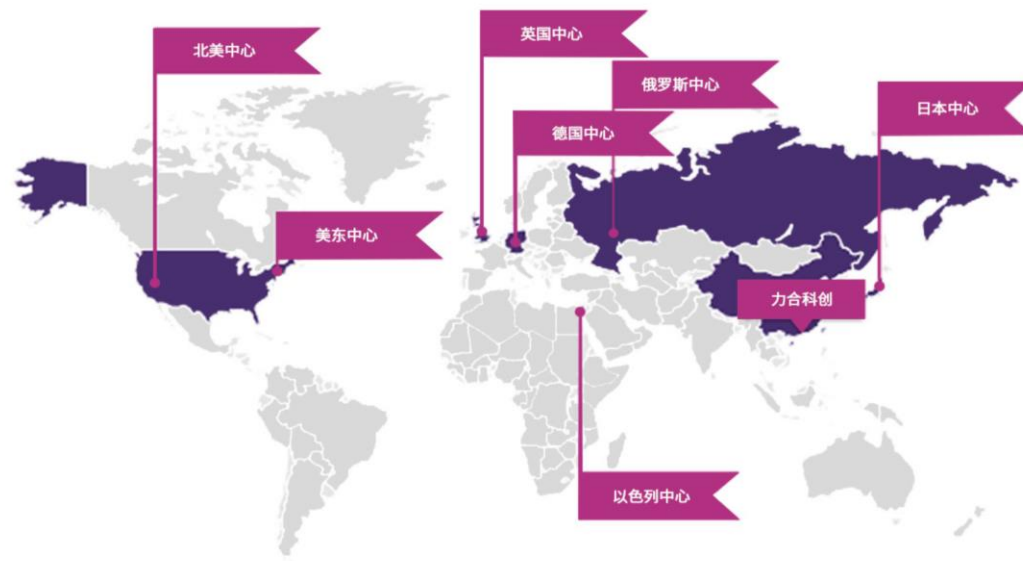 北美中心
英国中心
俄罗斯中心
日本中心
德国中心
美东中心
力合科创
以色列中心